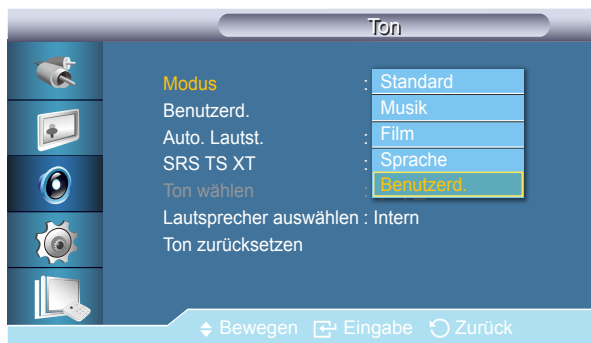 Ton
Modus : Standard
Benutzerd. Musik
Auto. Lautst. : Film
SRS TS XT : Sprache
Ton wählen : Benutzerd.
Lautsprecher auswählen : Intern
Ton zurücksetzen
Bewegen Eingabe Zurück